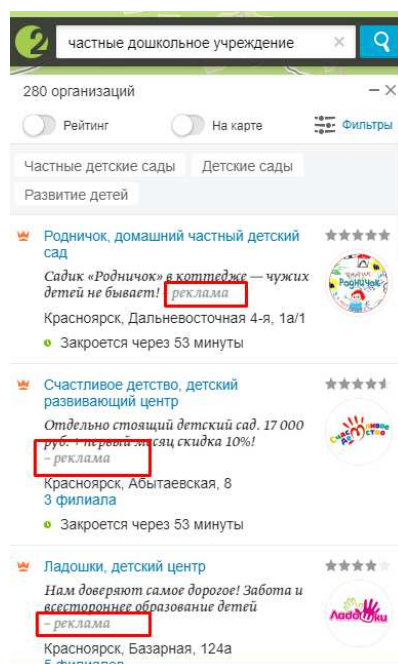 частные дошкольное учреждение
280 организаций
Рейтинг
На карте
Фильтры
Частные детские сады
Детские сады
Развитие детей
Родничок, домашний частный детский
сад
Садик «Родничок» в коттедже — чужих
детей не бывает! реклама
Родничок
Красноярск, Дальневосточная 4-я, 1а/1
Закроется через 53 минуты
Счастливое детство, детский
развивающий центр
Отдельно стоящий детский сад. 17 000
руб. + первый месяц скидка 10%!
– реклама
Красноярск, Абытаевская, 8
3 филиала
Закроется через 53 минуты
Ладошки, детский центр
Нам доверяют самое дорогое! Забота и
всестороннее образование детей
– реклама
Ладошки
Красноярск, Базарная, 124а
5 филиалов